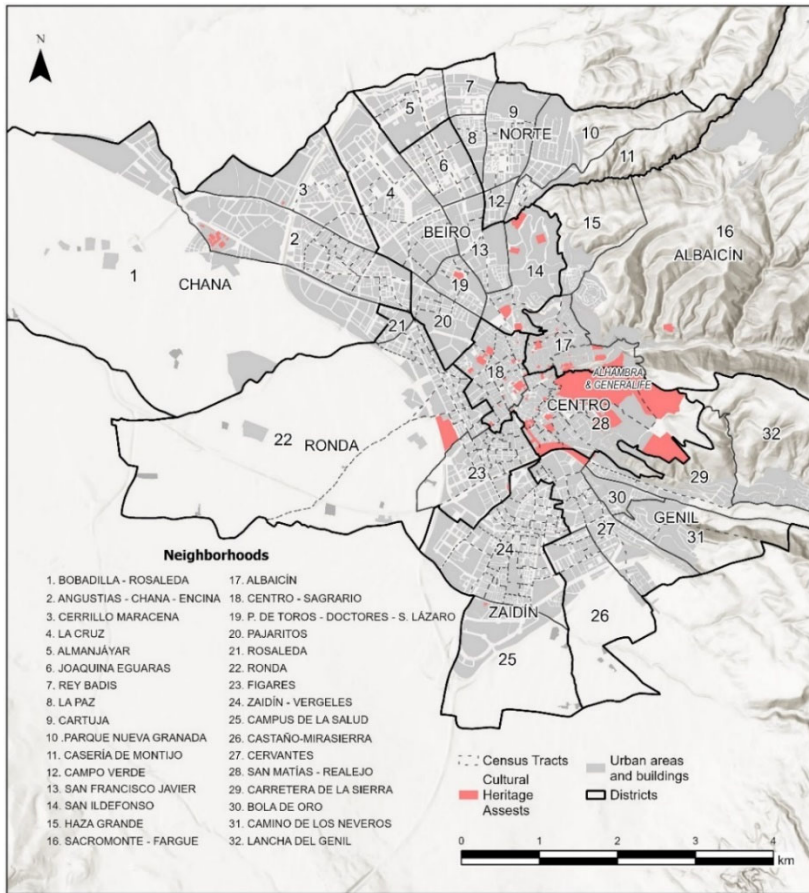 N
7
5
9
NORTE
10
8
6
11
3
4
12
15
16
BEIRO
13
2
14
ALBAICÍN
1
19
CHANA
20
21
17
18
ALHAMBRA
& GENERALIFE
CENTRO
28
22
RONDA
32
23
29
30
GENIL
27
31
24
ZAIDÍN
26
25
Neighborhoods
1. BOBADILLA - ROSALEDA
2. ANGUSTIAS - CHANA - ENCINA
3. CERRILLO MARACENA
4. LA CRUZ
5. ALMANJÁYAR
6. JOAQUINA EGUARAS
7. REY BADIS
8. LA PAZ
9. CARTUJA
10 .PARQUE NUEVA GRANADA
11. CASERÍA DE MONTIJO
12. CAMPO VERDE
13. SAN FRANCISCO JAVIER
14. SAN ILDEFONSO
15. HAZA GRANDE
16. SACROMONTE - FARGUE
17. ALBAICÍN
18. CENTRO - SAGRARIO
19. P. DE TOROS - DOCTORES - S. LÁZARO
20. PAJARITOS
21. ROSALEDA
22. RONDA
23. FIGARES
24. ZAIDÍN - VERGELES
25. CAMPUS DE LA SALUD
26. CASTAÑO-MIRASIERRA
27. CERVANTES
28. SAN MATÍAS - REALEJO
29. CARRETERA DE LA SIERRA
30. BOLA DE ORO
31. CAMINO DE LOS NEVEROS
32. LANCHA DEL GENIL
Census Tracts
Cultural
Heritage
Assests
Urban areas
and buildings
Districts
0 1 2 3 4
km